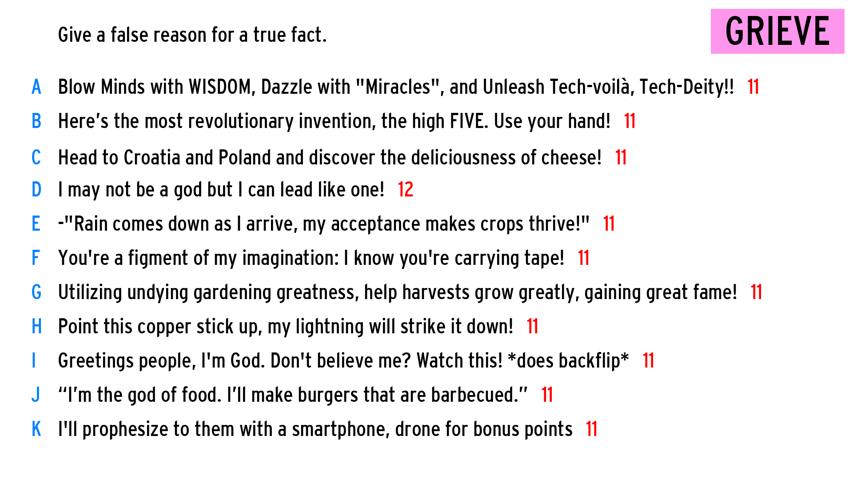 Give a false reason for a true fact.
GRIEVE
A Blow Minds with WISDOM, Dazzle with "Miracles", and Unleash Tech-voilà, Tech-Deity!! 11
B Here's the most revolutionary invention, the high FIVE. Use your hand! 11
C Head to Croatia and Poland and discover the deliciousness of cheese! 11
D I may not be a god but I can lead like one! 12
E -"Rain comes down as I arrive, my acceptance makes crops thrive!" 11
F You're a figment of my imagination: I know you're carrying tape! 11
G Utilizing undying gardening greatness, help harvests grow greatly, gaining great fame! 11
H Point this copper stick up, my lightning will strike it down! 11
I Greetings people, I'm God. Don't believe me? Watch this! *does backflip* 11
J “I’m the god of food. I’ll make burgers that are barbecued.” 11
K I'll prophesize to them with a smartphone, drone for bonus points 11